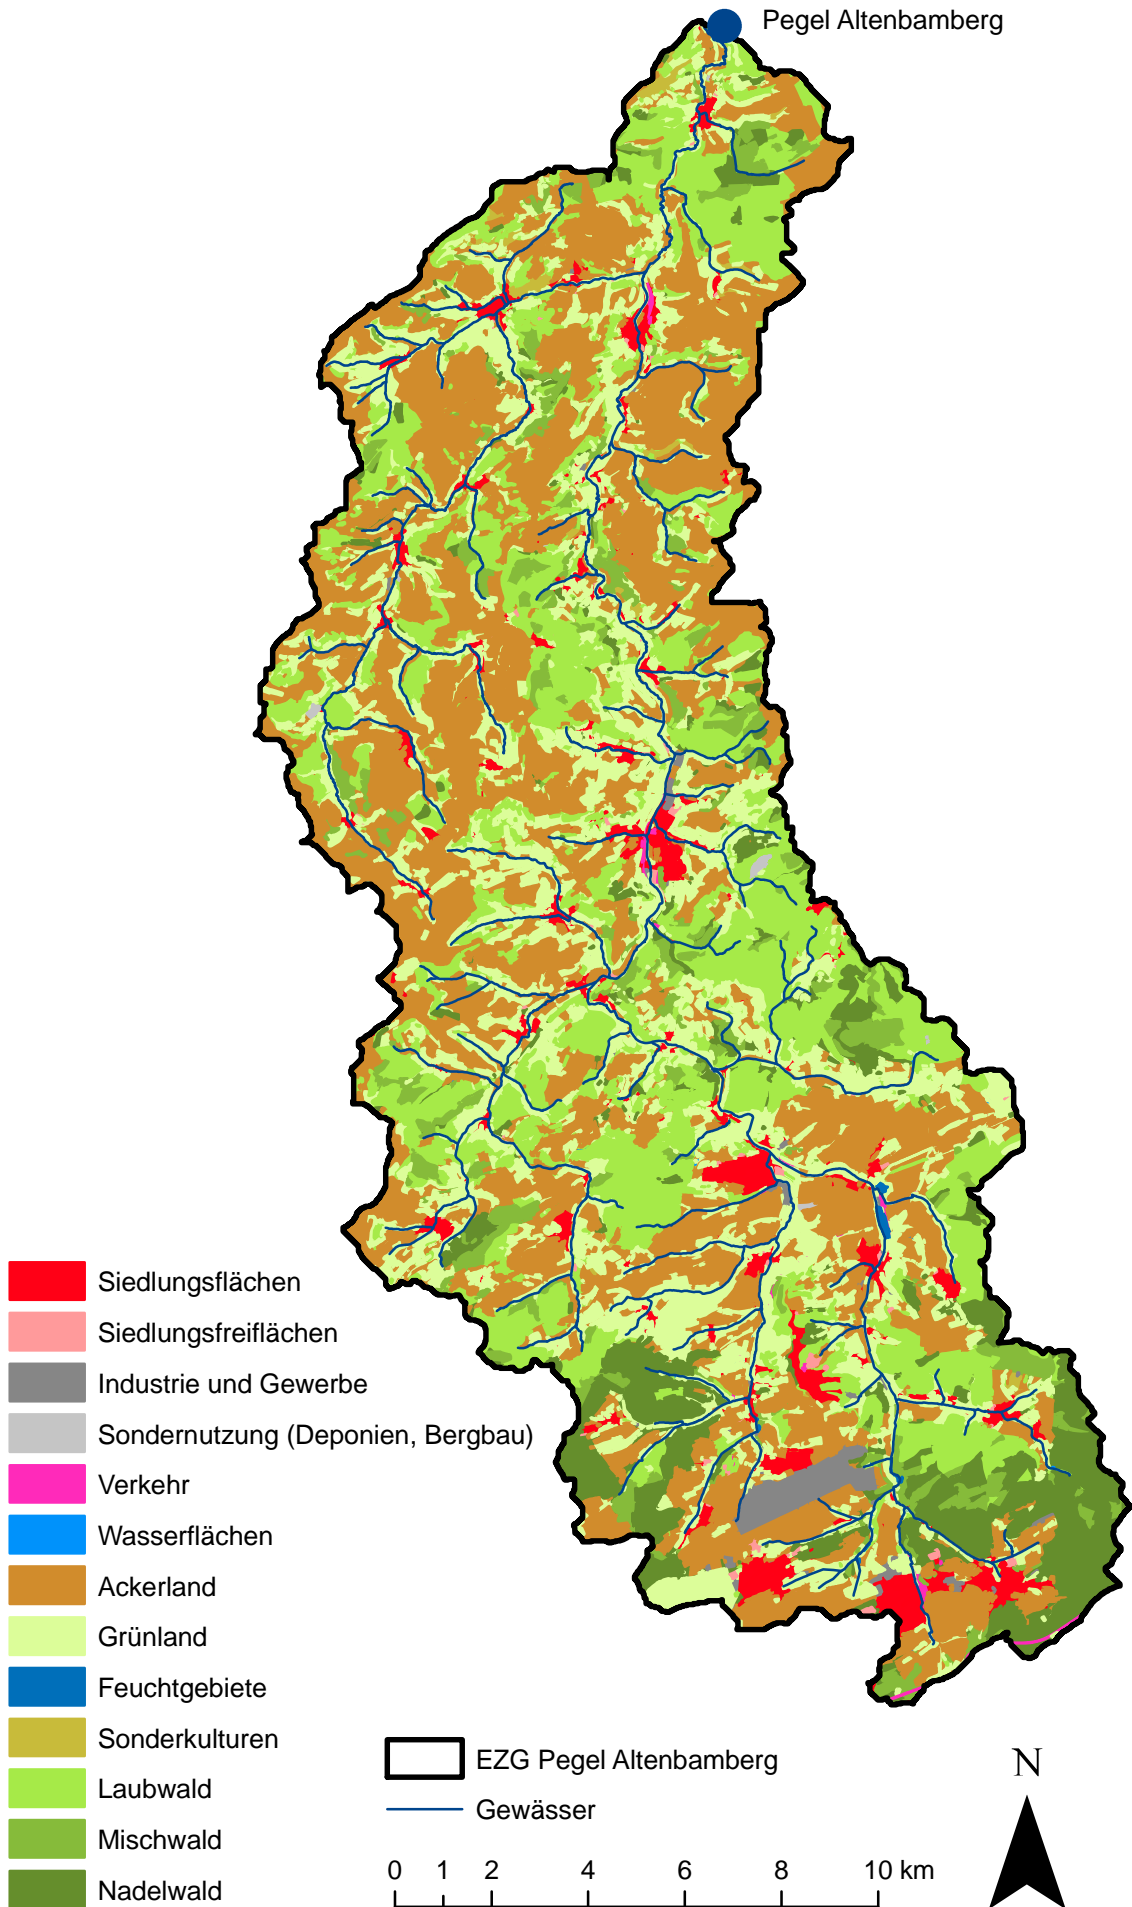 Pegel Altenbamberg
Siedlungsflächen
Siedlungsfreiflächen
Industrie und Gewerbe
Sondernutzung (Deponien, Bergbau)
Verkehr
Wasserflächen
Ackerland
Grünland
Feuchtgebiete
Sonderkulturen
Laubwald
Mischwald
Nadelwald
EZG Pegel Altenbamberg
Gewässer
0 1 2 4 6 8 10 km
N